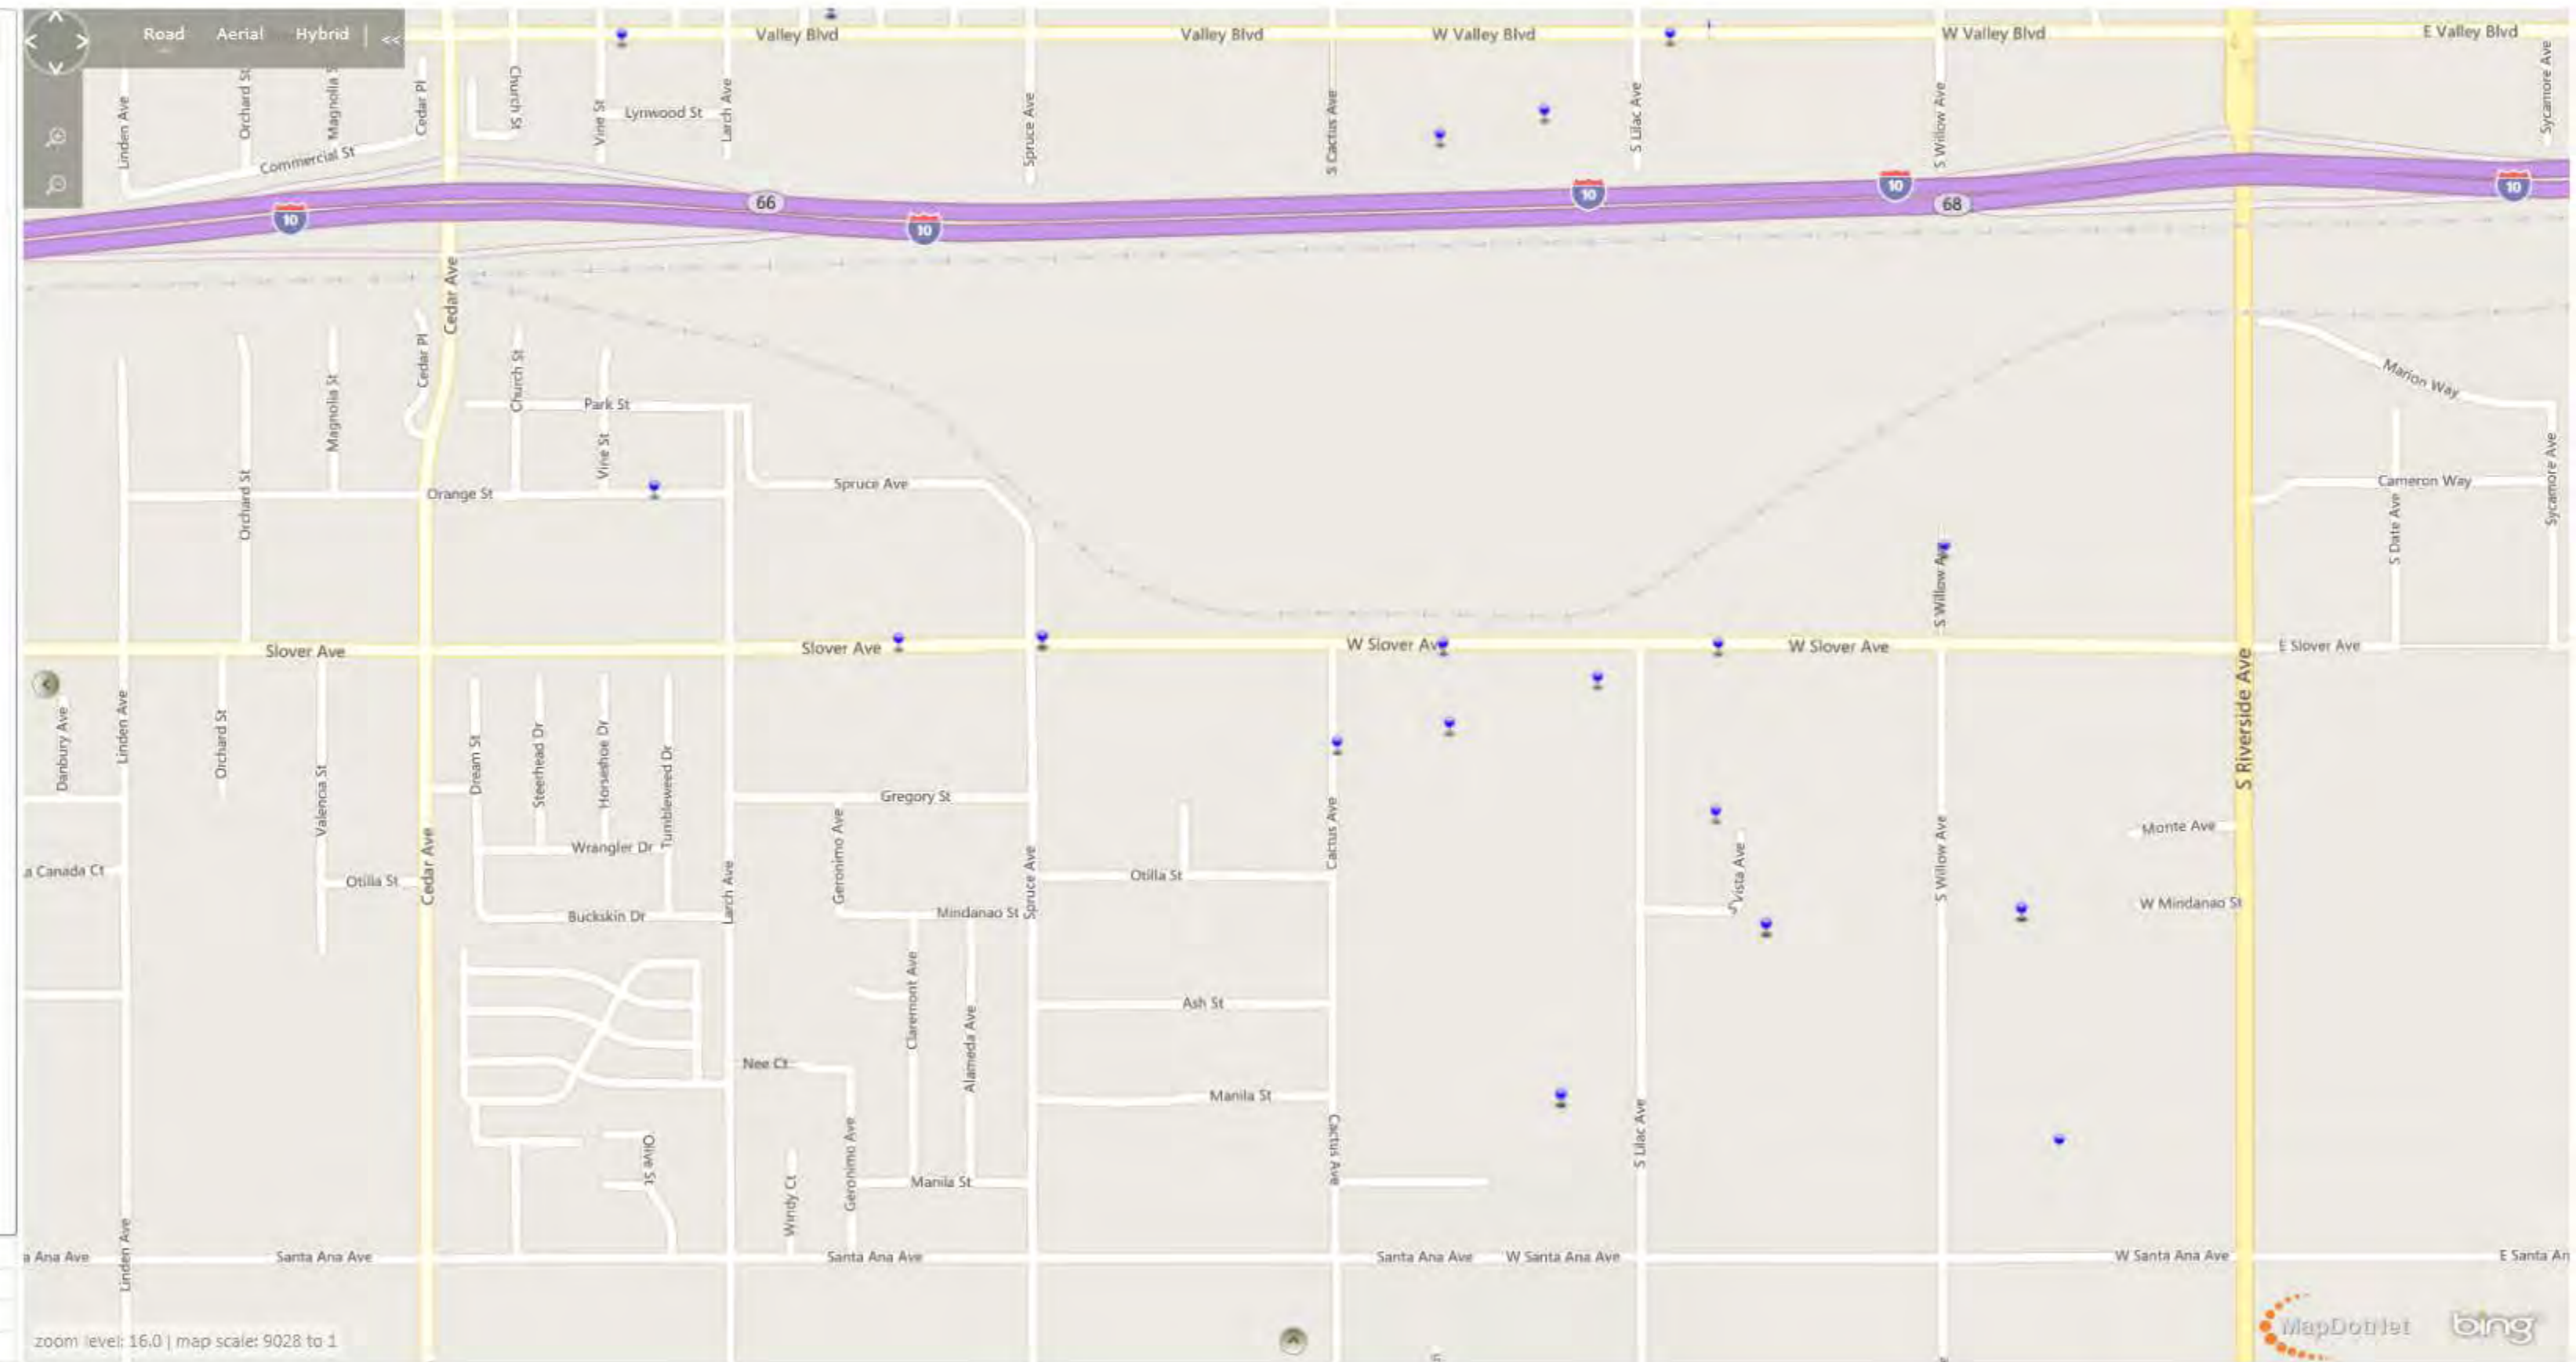 Road Aerial Hybrid <<
Valley Blvd
Valley Blvd
W Valley Blvd
W Valley Blvd
E Valley Blvd
Linden Ave
Orchard St
Magnolia S
Cedar Pl
Church St
Vine St
Lynwood St
Larch Ave
Spruce Ave
S Cactus Ave
S Lilac Ave
S Willow Ave
Sycamore Ave
Commercial St
10
66
10
10
10
68
10
Cedar Ave
Magnolia St
Cedar Pl
Church St
Park St
Vine St
Orchard St
Orange St
Spruce Ave
Marion Way
Cameron Way
S Date Ave
Sycamore Ave
S Willow Av
Slover Ave
Slover Ave
W Slover Av
W Slover Ave
E Slover Ave
Danbury Ave
Linden Ave
Orchard St
Valencia St
Dream St
Steerhead Dr
Horseshoe Dr
Tumbleweed Dr
S Riverside Ave
Gregory St
Geronimo Ave
Cactus Ave
Monte Ave
Wrangler Dr
a Canada Ct
Otilla St
Cedar Ave
Larch Ave
Spruce Ave
Otilla St
S Vista Ave
S Willow Ave
Buckskin Dr
Mindanao St
W Mindanao St
Claremont Ave
Alameda Ave
Ash St
Nee Ct
Manila St
Olive St
Windy Ct
Geronimo Ave
Manila St
Cactus Ave
S Lilac Ave
Linden Ave
a Ana Ave
Santa Ana Ave
Santa Ana Ave
Santa Ana Ave
W Santa Ana Ave
W Santa Ana Ave
E Santa An
zoom level: 16.0 | map scale: 9028 to 1
MapDotNet
bing